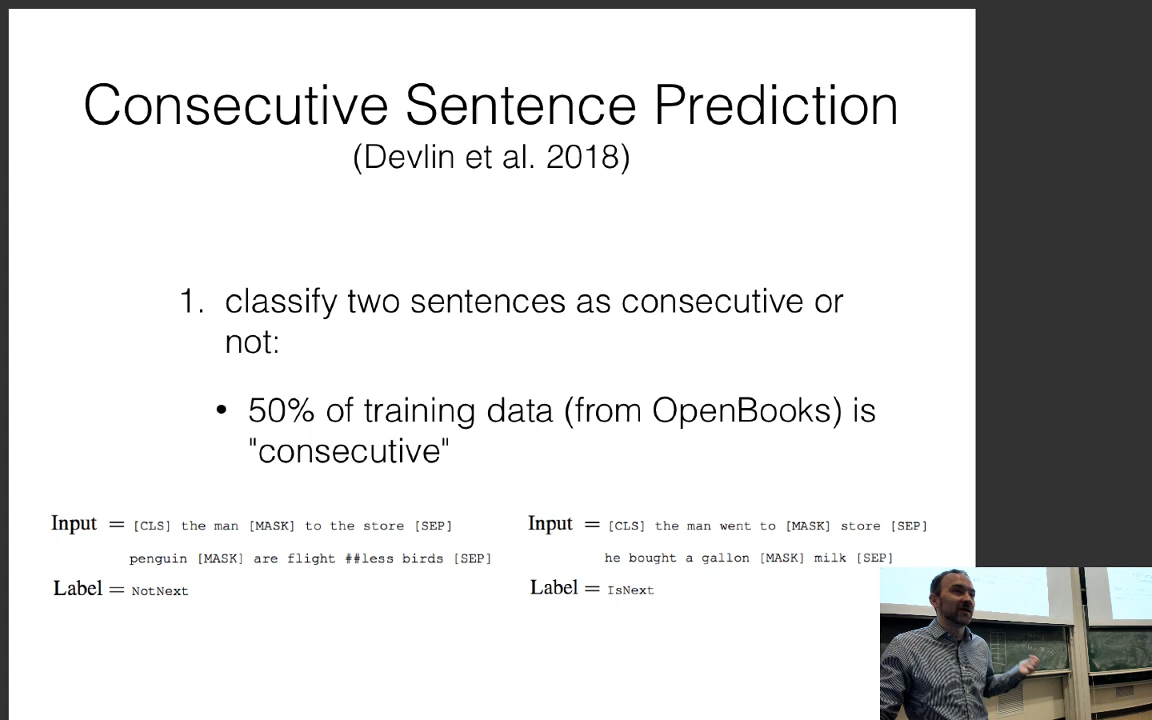 Consecutive Sentence Prediction
(Devlin et al. 2018)
1. classify two sentences as consecutive or
not:
• 50% of training data (from OpenBooks) is
"consecutive"
Input = [CLS] the man [MASK] to the store [SEP]
penguin [MASK] are flight ##less birds [SEP]
Label = NotNext
Input = [CLS] the man went to [MASK] store [SEP]
he bought a gallon [MASK] milk [SEP]
Label = IsNext